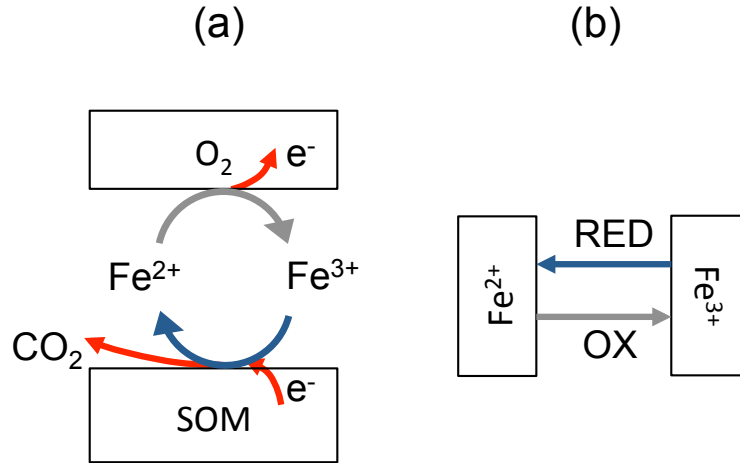 (a)
O₂
e⁻
Fe²⁺
Fe³⁺
CO₂
e⁻
SOM
(b)
RED
Fe²⁺
Fe³⁺
OX